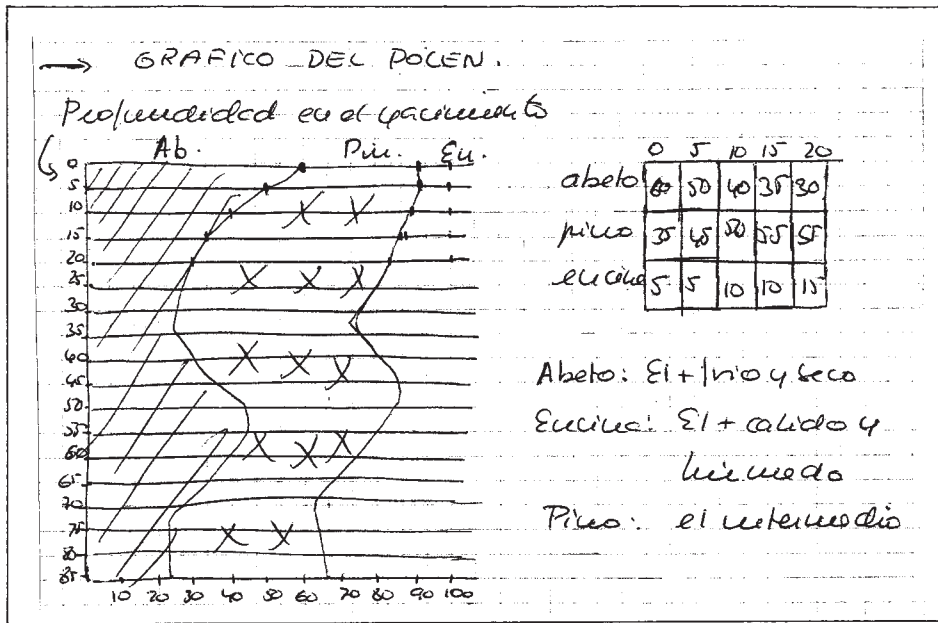 → GRAFICO DEL POLEN.
Profundidad en el yacimiento
Ab. Pin. En.
0
5
10
15
20
25
30
35
40
45
50
55
60
65
70
75
80
85
10 20 30 40 50 60 70 80 90 100
0 5 10 15 20
abeto 60 50 40 35 30
pino 35 45 50 55 55
encina 5 5 10 10 15
Abeto: El + frio y seco
Encina: El + calido y
humedo
Pino: el intermedio